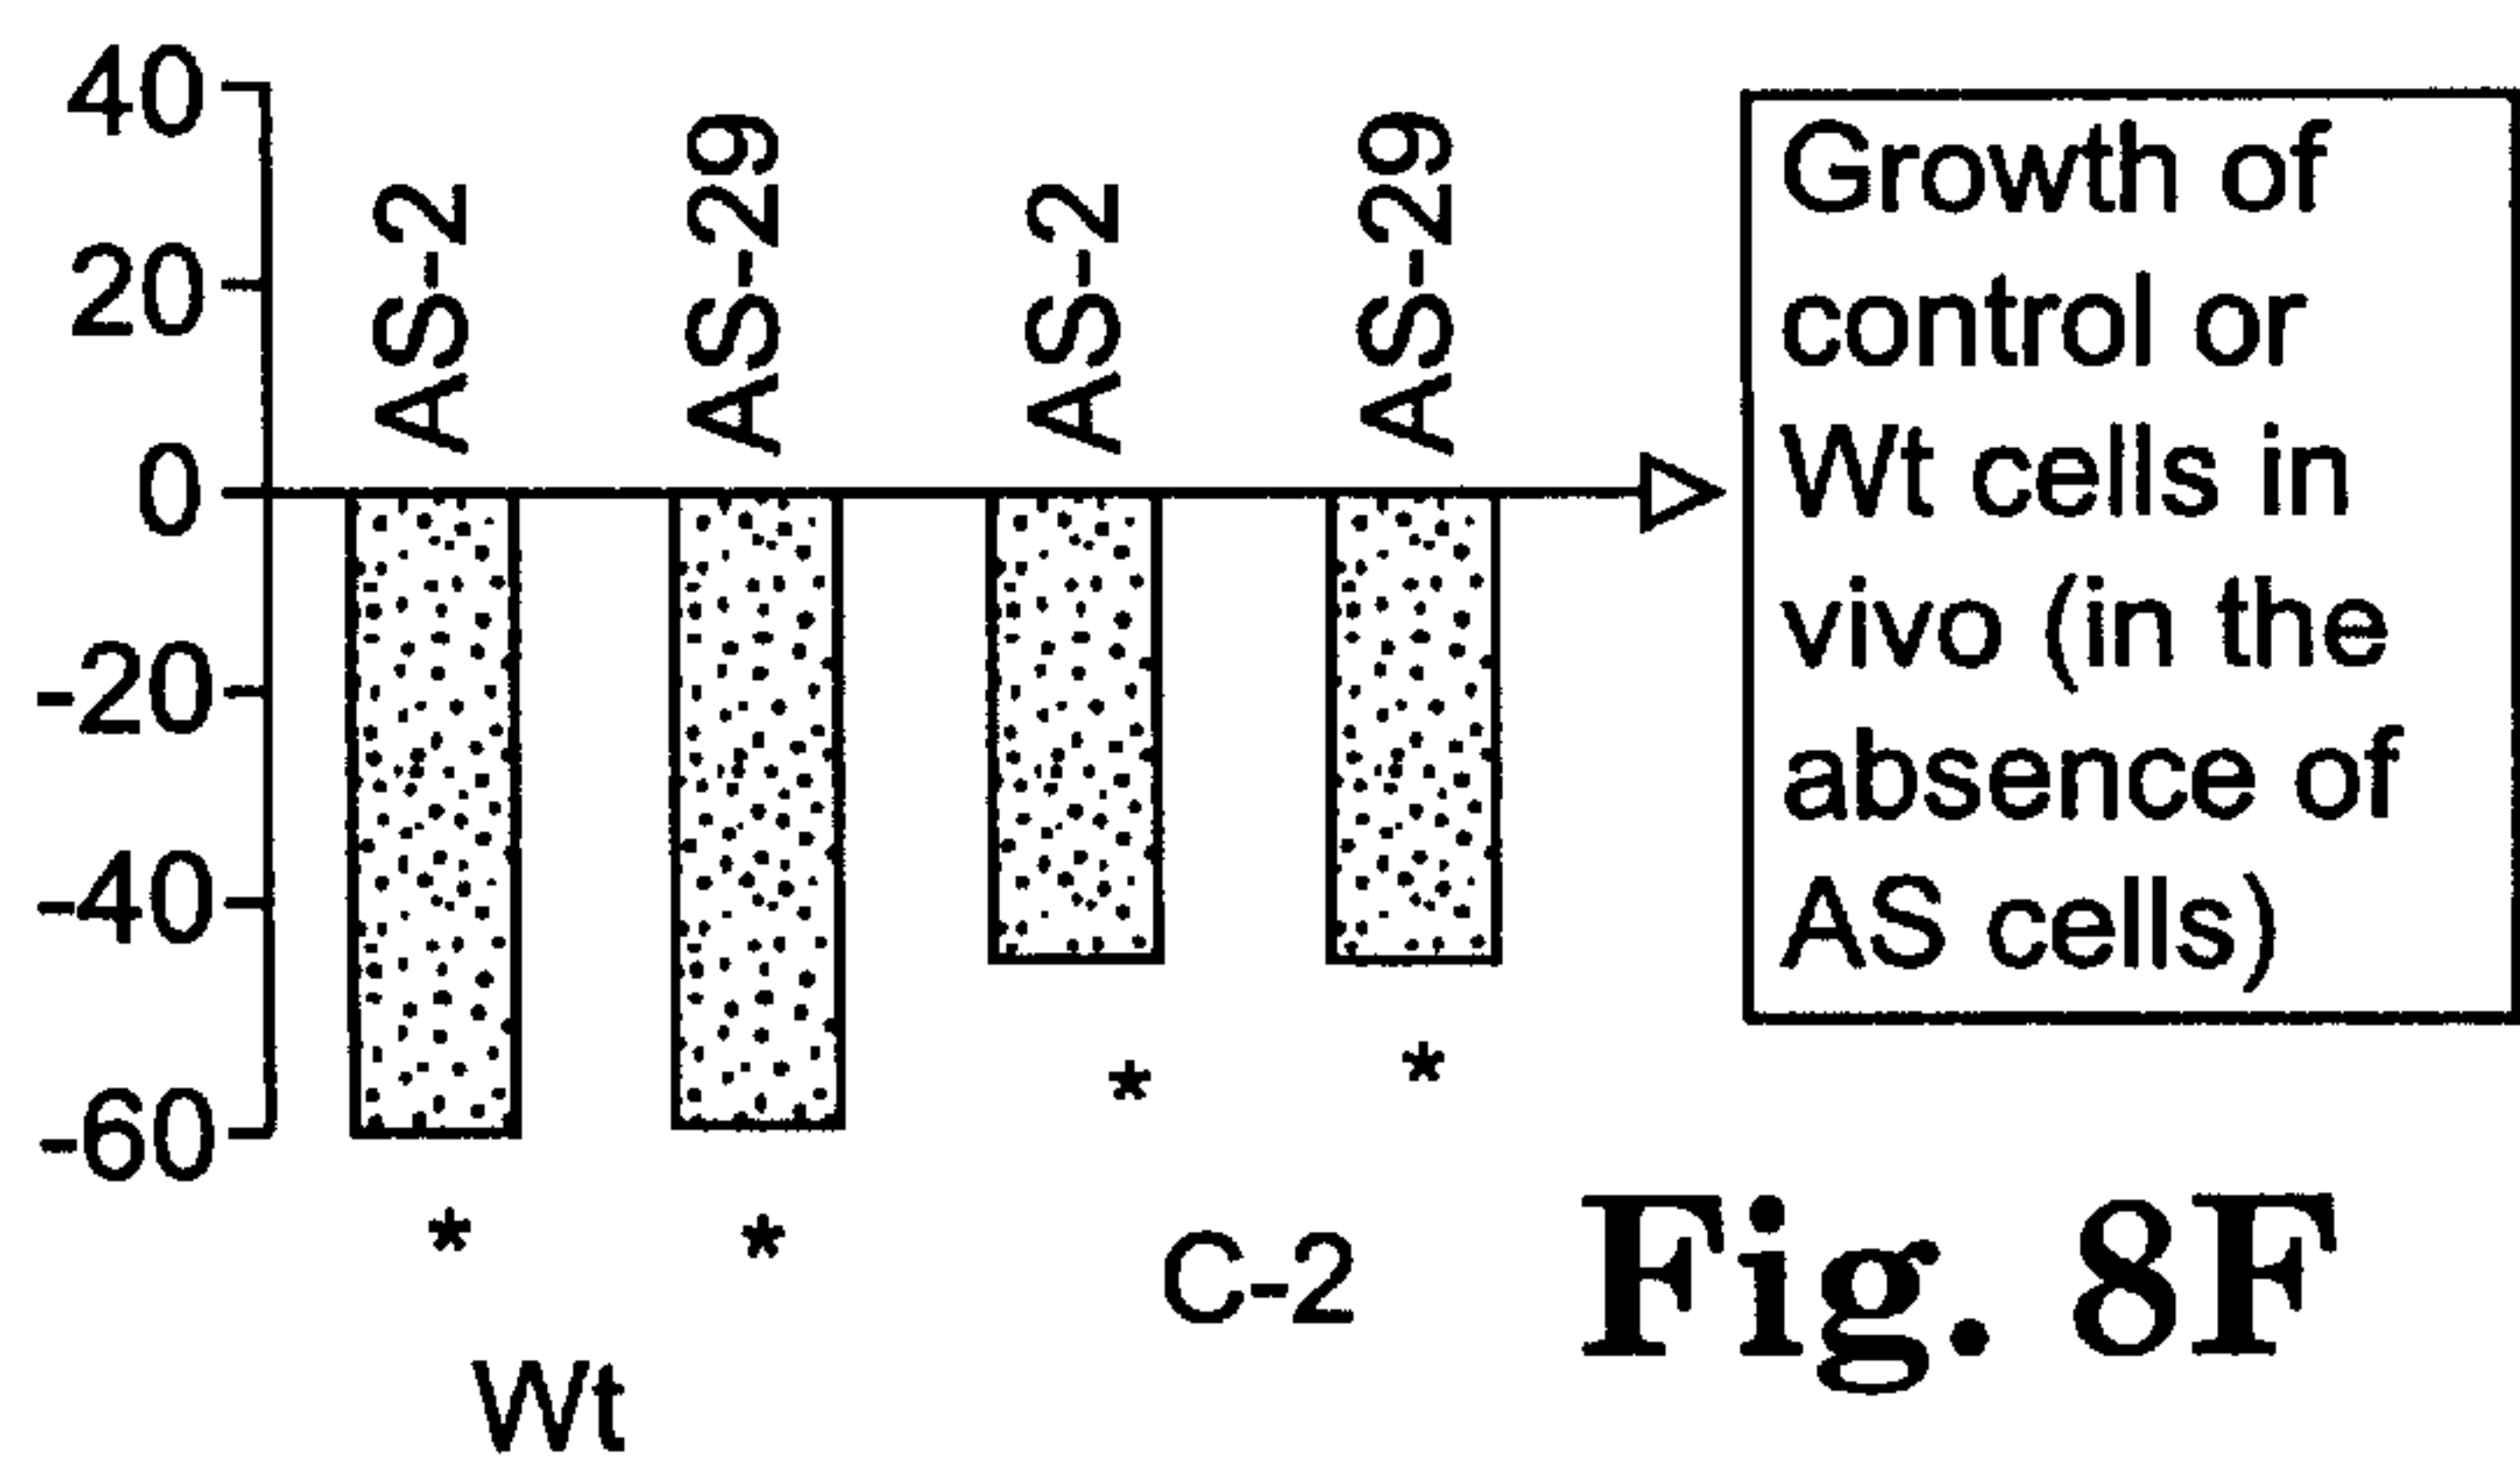 40
20
0
-20
-40
-60
AS-2
AS-29
AS-2
AS-29
Growth of
control or
Wt cells in
vivo (in the
absence of
AS cells)
*
*
*
*
C-2
Wt
Fig. 8F